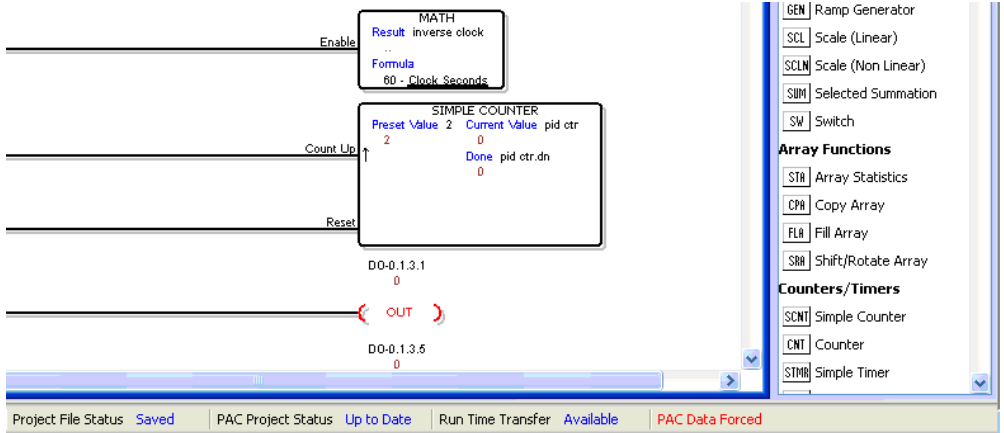 MATH
Result inverse clock
..
Formula
60 - Clock Seconds
Enable
SIMPLE COUNTER
Preset Value 2 Current Value pid ctr
2 0
Done pid ctr.dn
0
Count Up
Reset
DO-0.1.3.1
0
OUT
DO-0.1.3.5
0
GEN Ramp Generator
SCL Scale (Linear)
SCLN Scale (Non Linear)
SUM Selected Summation
SW Switch
Array Functions
STA Array Statistics
CPA Copy Array
FLA Fill Array
SRA Shift/Rotate Array
Counters/Timers
SCNT Simple Counter
CNT Counter
STMR Simple Timer
Project File Status Saved PAC Project Status Up to Date Run Time Transfer Available PAC Data Forced